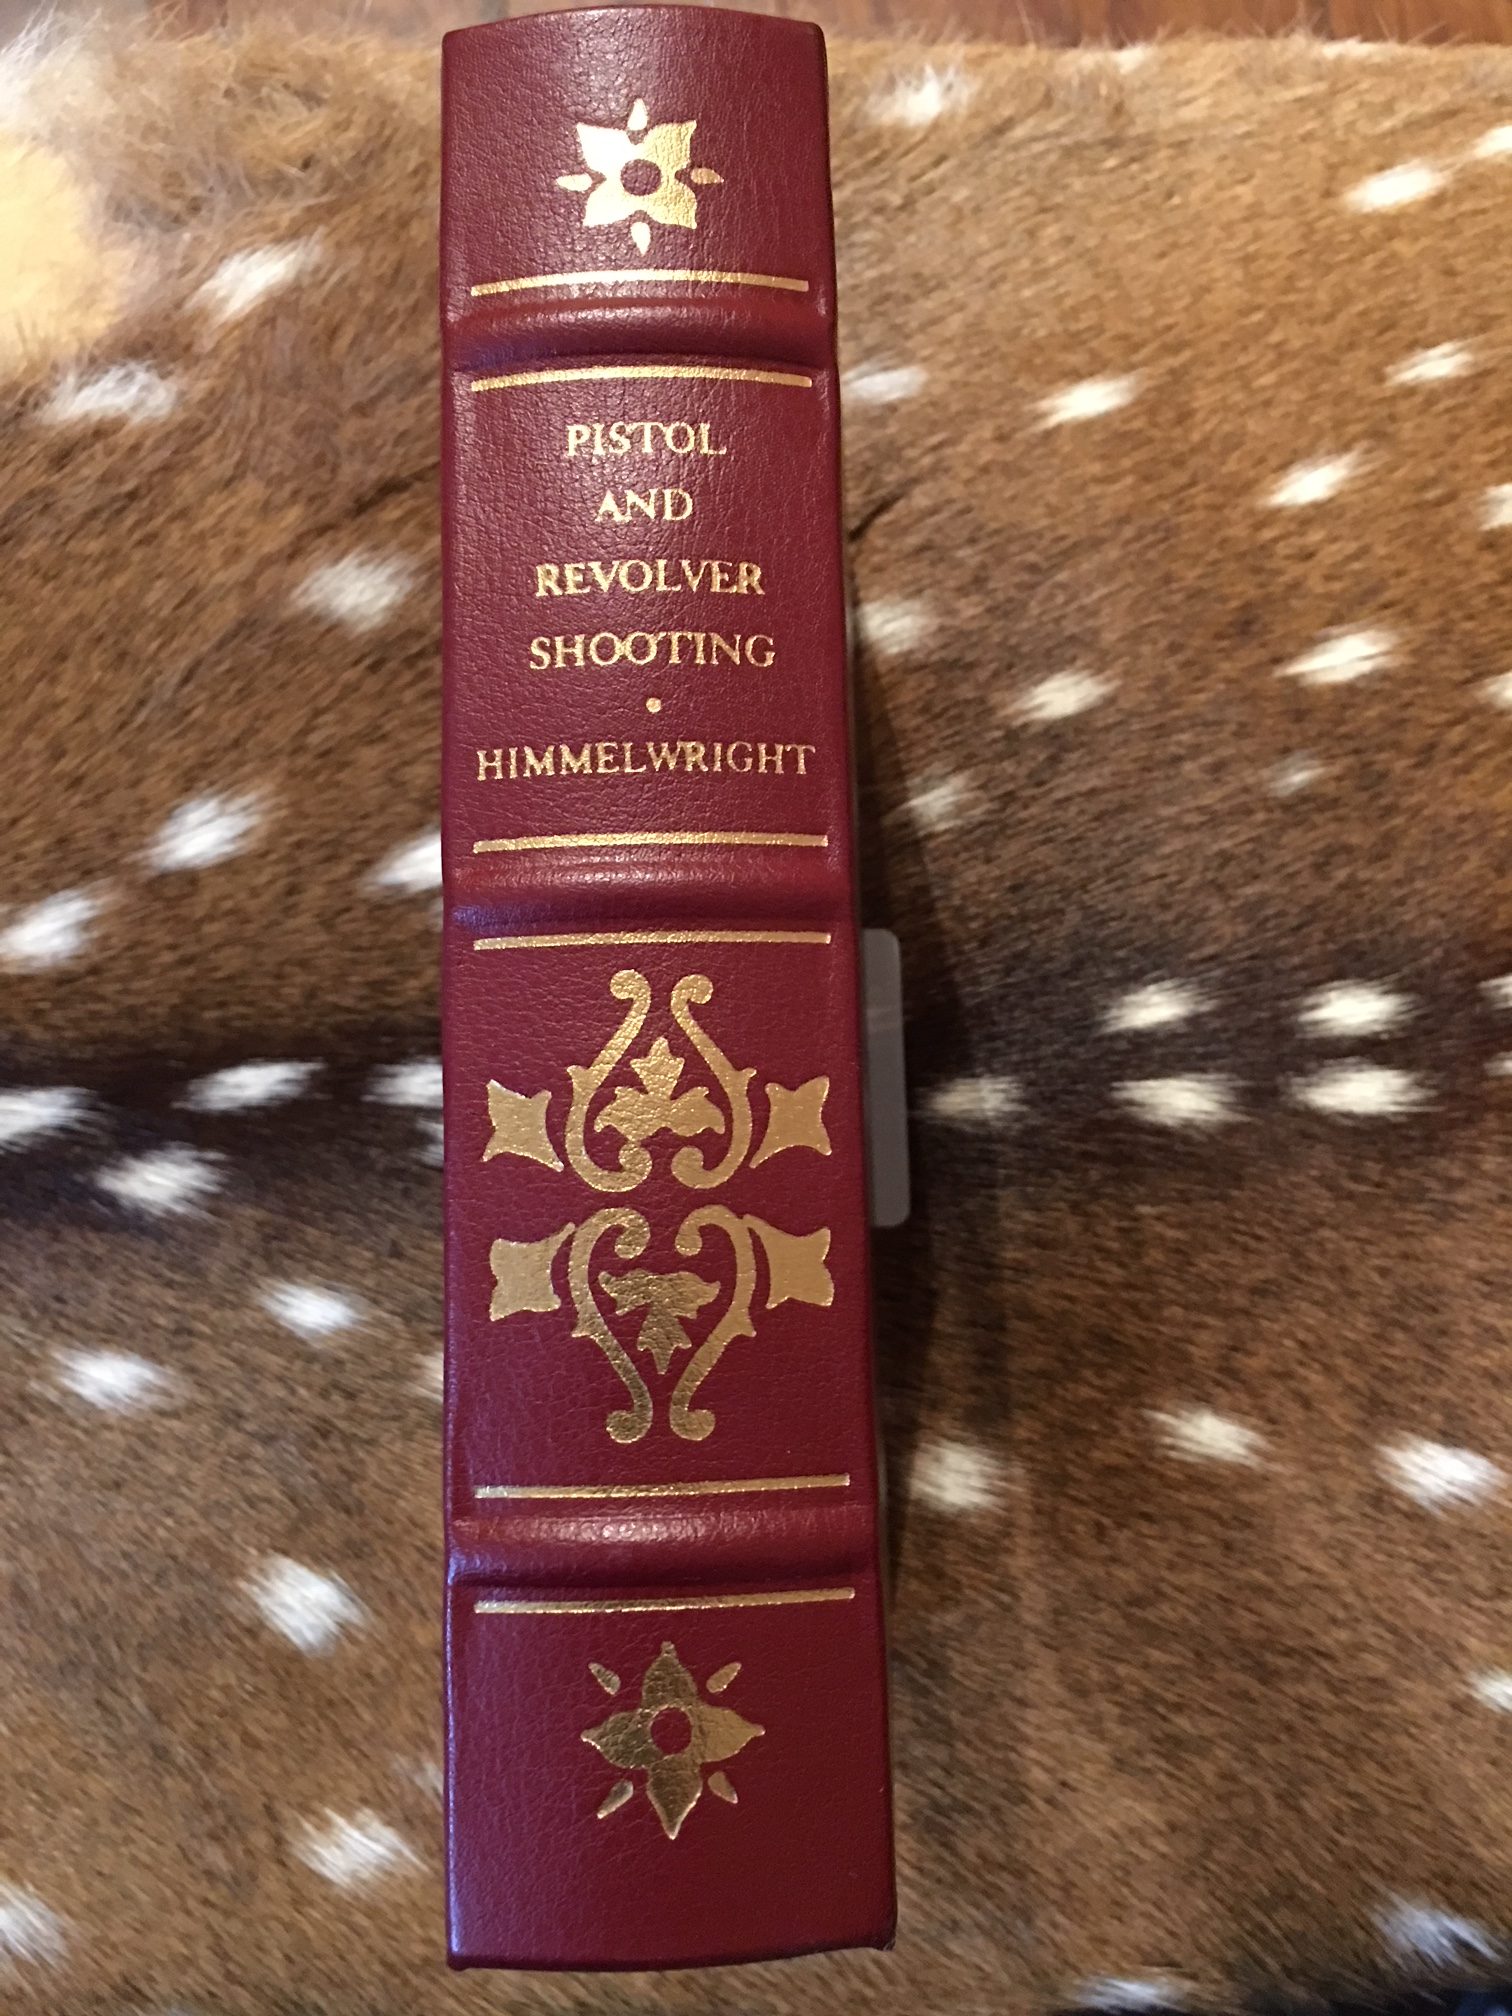 PISTOL
AND
REVOLVER
SHOOTING
•
HIMMELWRIGHT